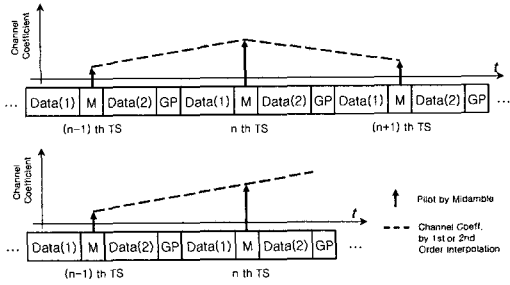 Channel
Coefficient
t
... Data(1) M Data(2) GP Data(1) M Data(2) GP Data(1) M Data(2) GP ...
(n-1) th TS n th TS (n+1) th TS
Channel
Coefficient
t
... Data(1) M Data(2) GP Data(1) M Data(2) GP ...
(n-1) th TS n th TS
Pilot by Midamble
Channel Coeff.
by 1st or 2nd
Order Interpolation